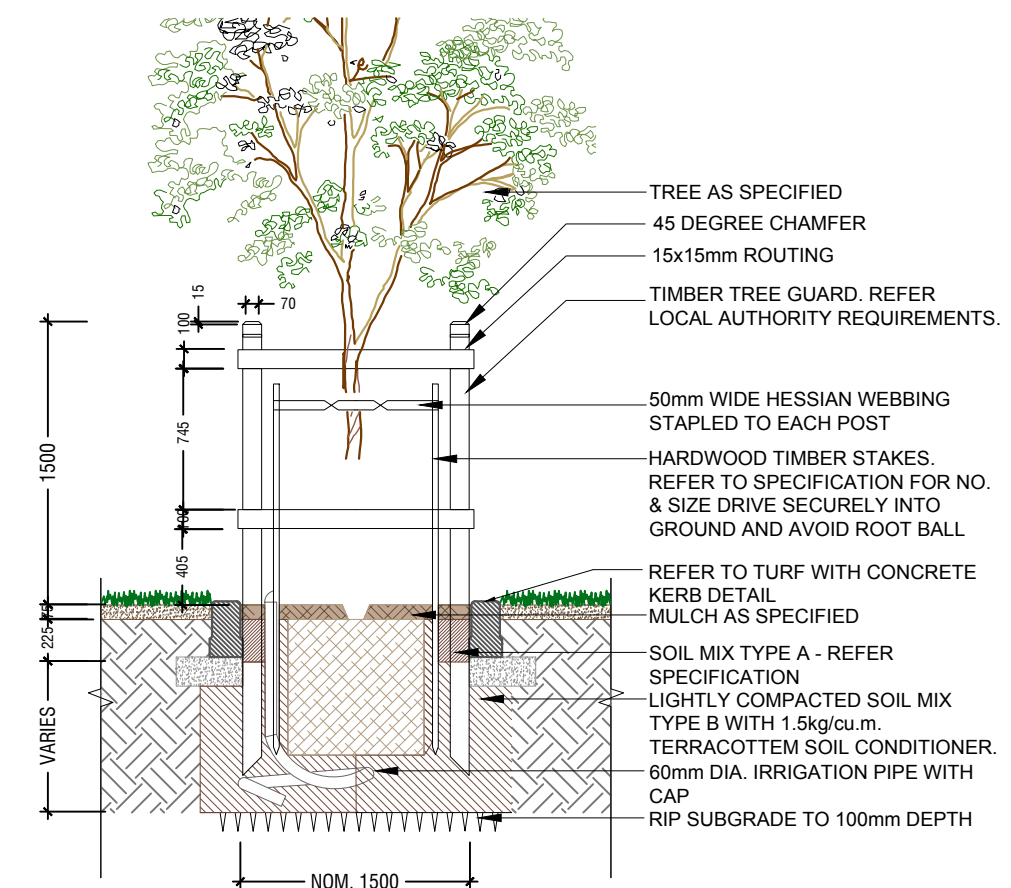 TREE AS SPECIFIED
45 DEGREE CHAMFER
15x15mm ROUTING
TIMBER TREE GUARD. REFER
LOCAL AUTHORITY REQUIREMENTS.
50mm WIDE HESSIAN WEBBING
STAPLED TO EACH POST
HARDWOOD TIMBER STAKES.
REFER TO SPECIFICATION FOR NO.
& SIZE DRIVE SECURELY INTO
GROUND AND AVOID ROOT BALL
REFER TO TURF WITH CONCRETE
KERB DETAIL
MULCH AS SPECIFIED
SOIL MIX TYPE A - REFER
SPECIFICATION
LIGHTLY COMPACTED SOIL MIX
TYPE B WITH 1.5kg/cu.m.
TERRACOTTEM SOIL CONDITIONER.
60mm DIA. IRRIGATION PIPE WITH
CAP
RIP SUBGRADE TO 100mm DEPTH
15
70
100
745
100
405
1500
75
225
VARIES
NOM. 1500